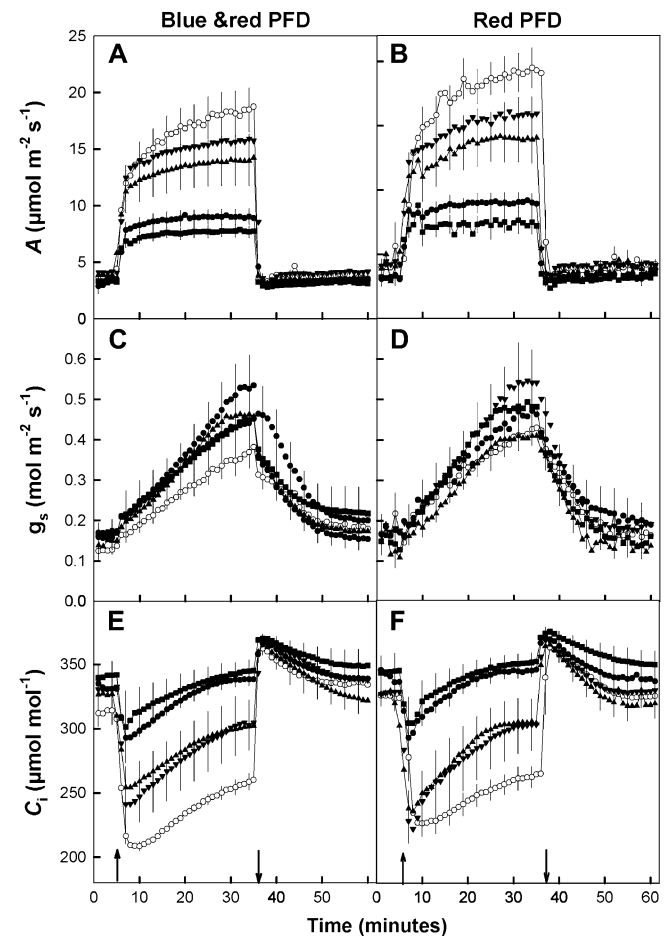 Blue &red PFD
Red PFD
A
B
25
20
15
10
5
0
A (µmol m⁻² s⁻¹)
C
D
0.6
0.5
0.4
0.3
0.2
0.1
0.0
gₛ (mol m⁻² s⁻¹)
E
F
350
300
250
200
Cᵢ (µmol mol⁻¹)
0 10 20 30 40 50 0 10 20 30 40 50 60
Time (minutes)